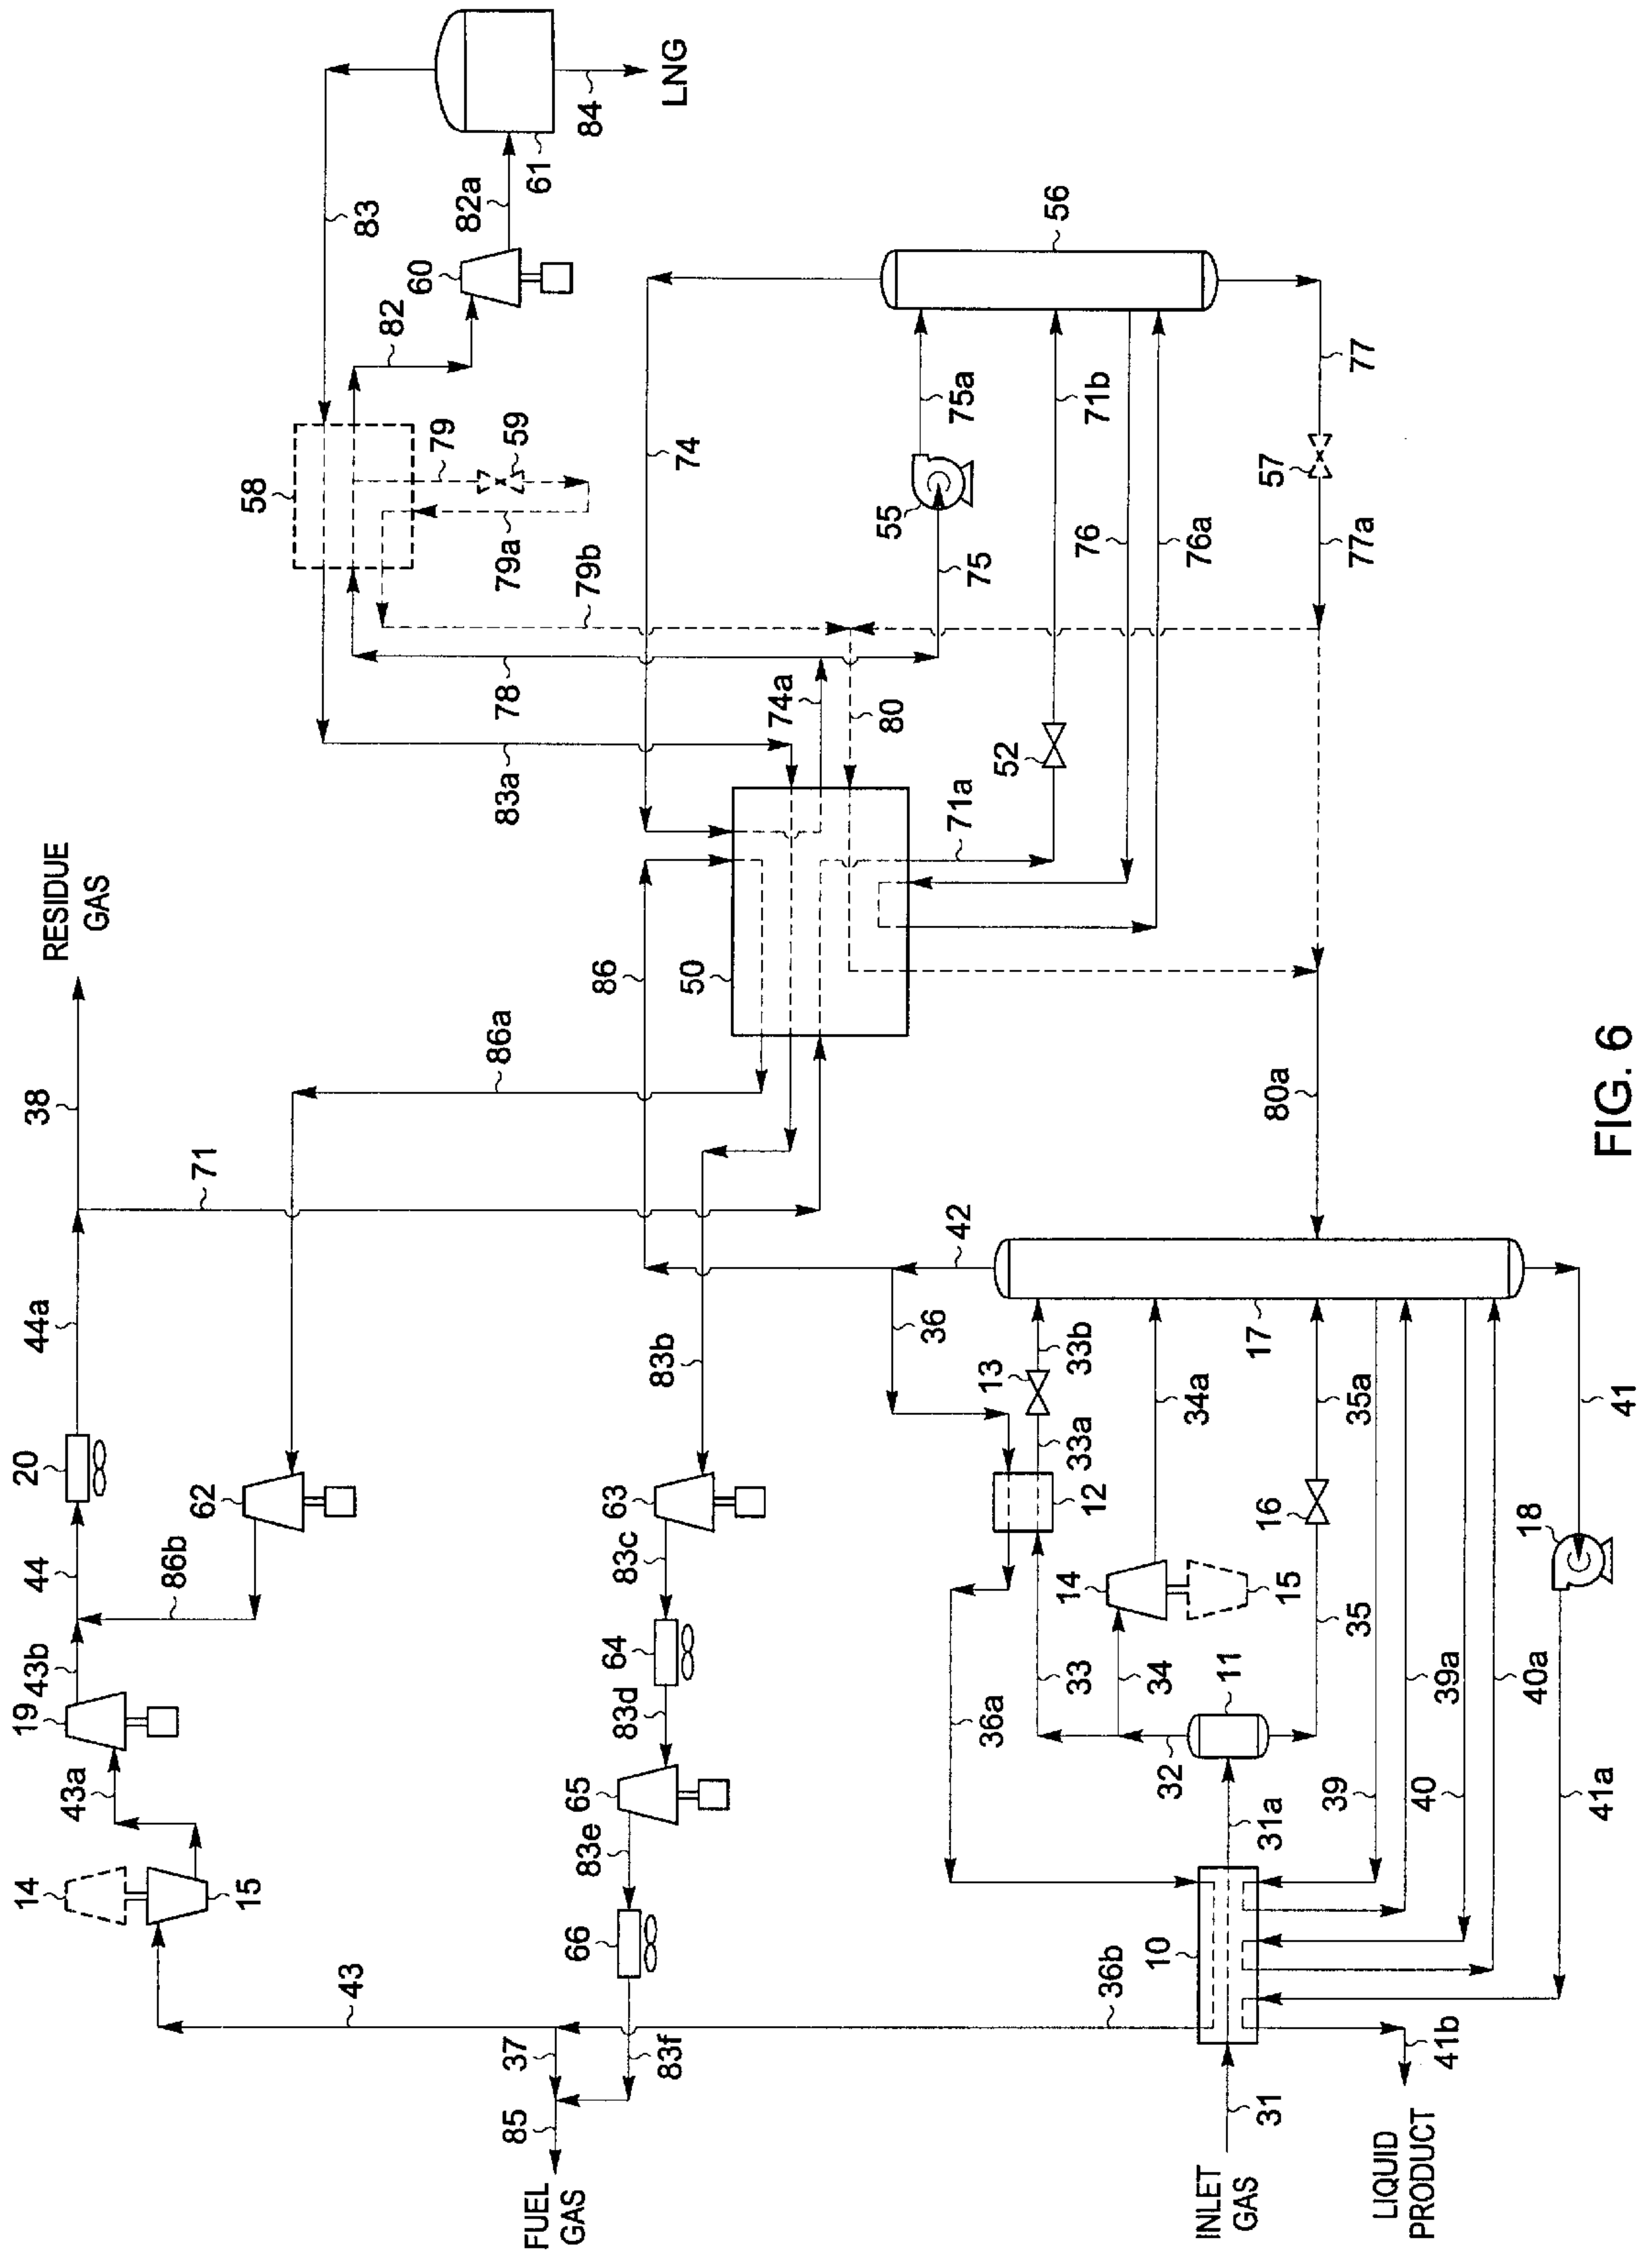 RESIDUE
GAS
38
44a
20
44
43b
19
43a
14
15
43
37
85
FUEL
GAS
71
62
86b
86a
83b
63
83c
64
83d
65
83e
66
83f
83
58
82
60
82a
61
84
LNG
79
59
79a
79b
78
83a
74
74a
80
86
50
71a
52
55
75
75a
71b
76
76a
56
77
57
77a
80a
42
36
17
33b
13
33a
12
34a
35a
16
14
15
33
34
35
11
32
31a
36a
36b
10
39
39a
40
40a
41
18
41a
41b
31
INLET
GAS
LIQUID
PRODUCT
FIG. 6